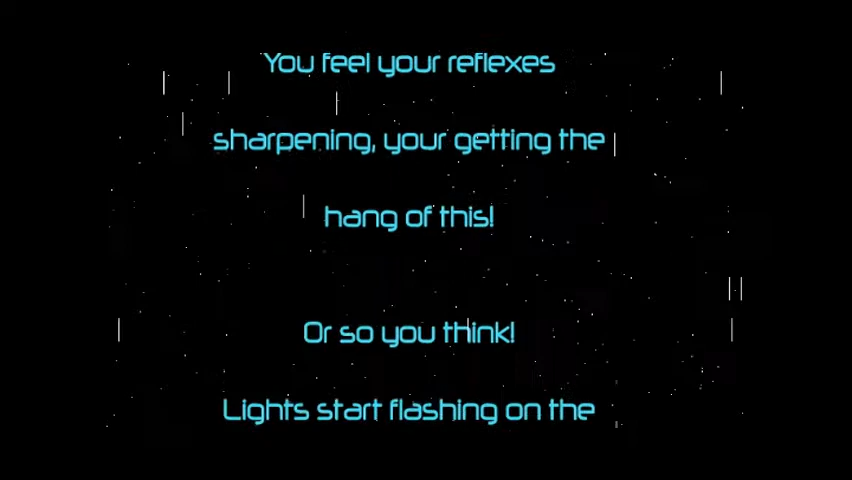 You feel your reflexes
sharpening, your getting the
hang of this!
Or so you think!
Lights start flashing on the